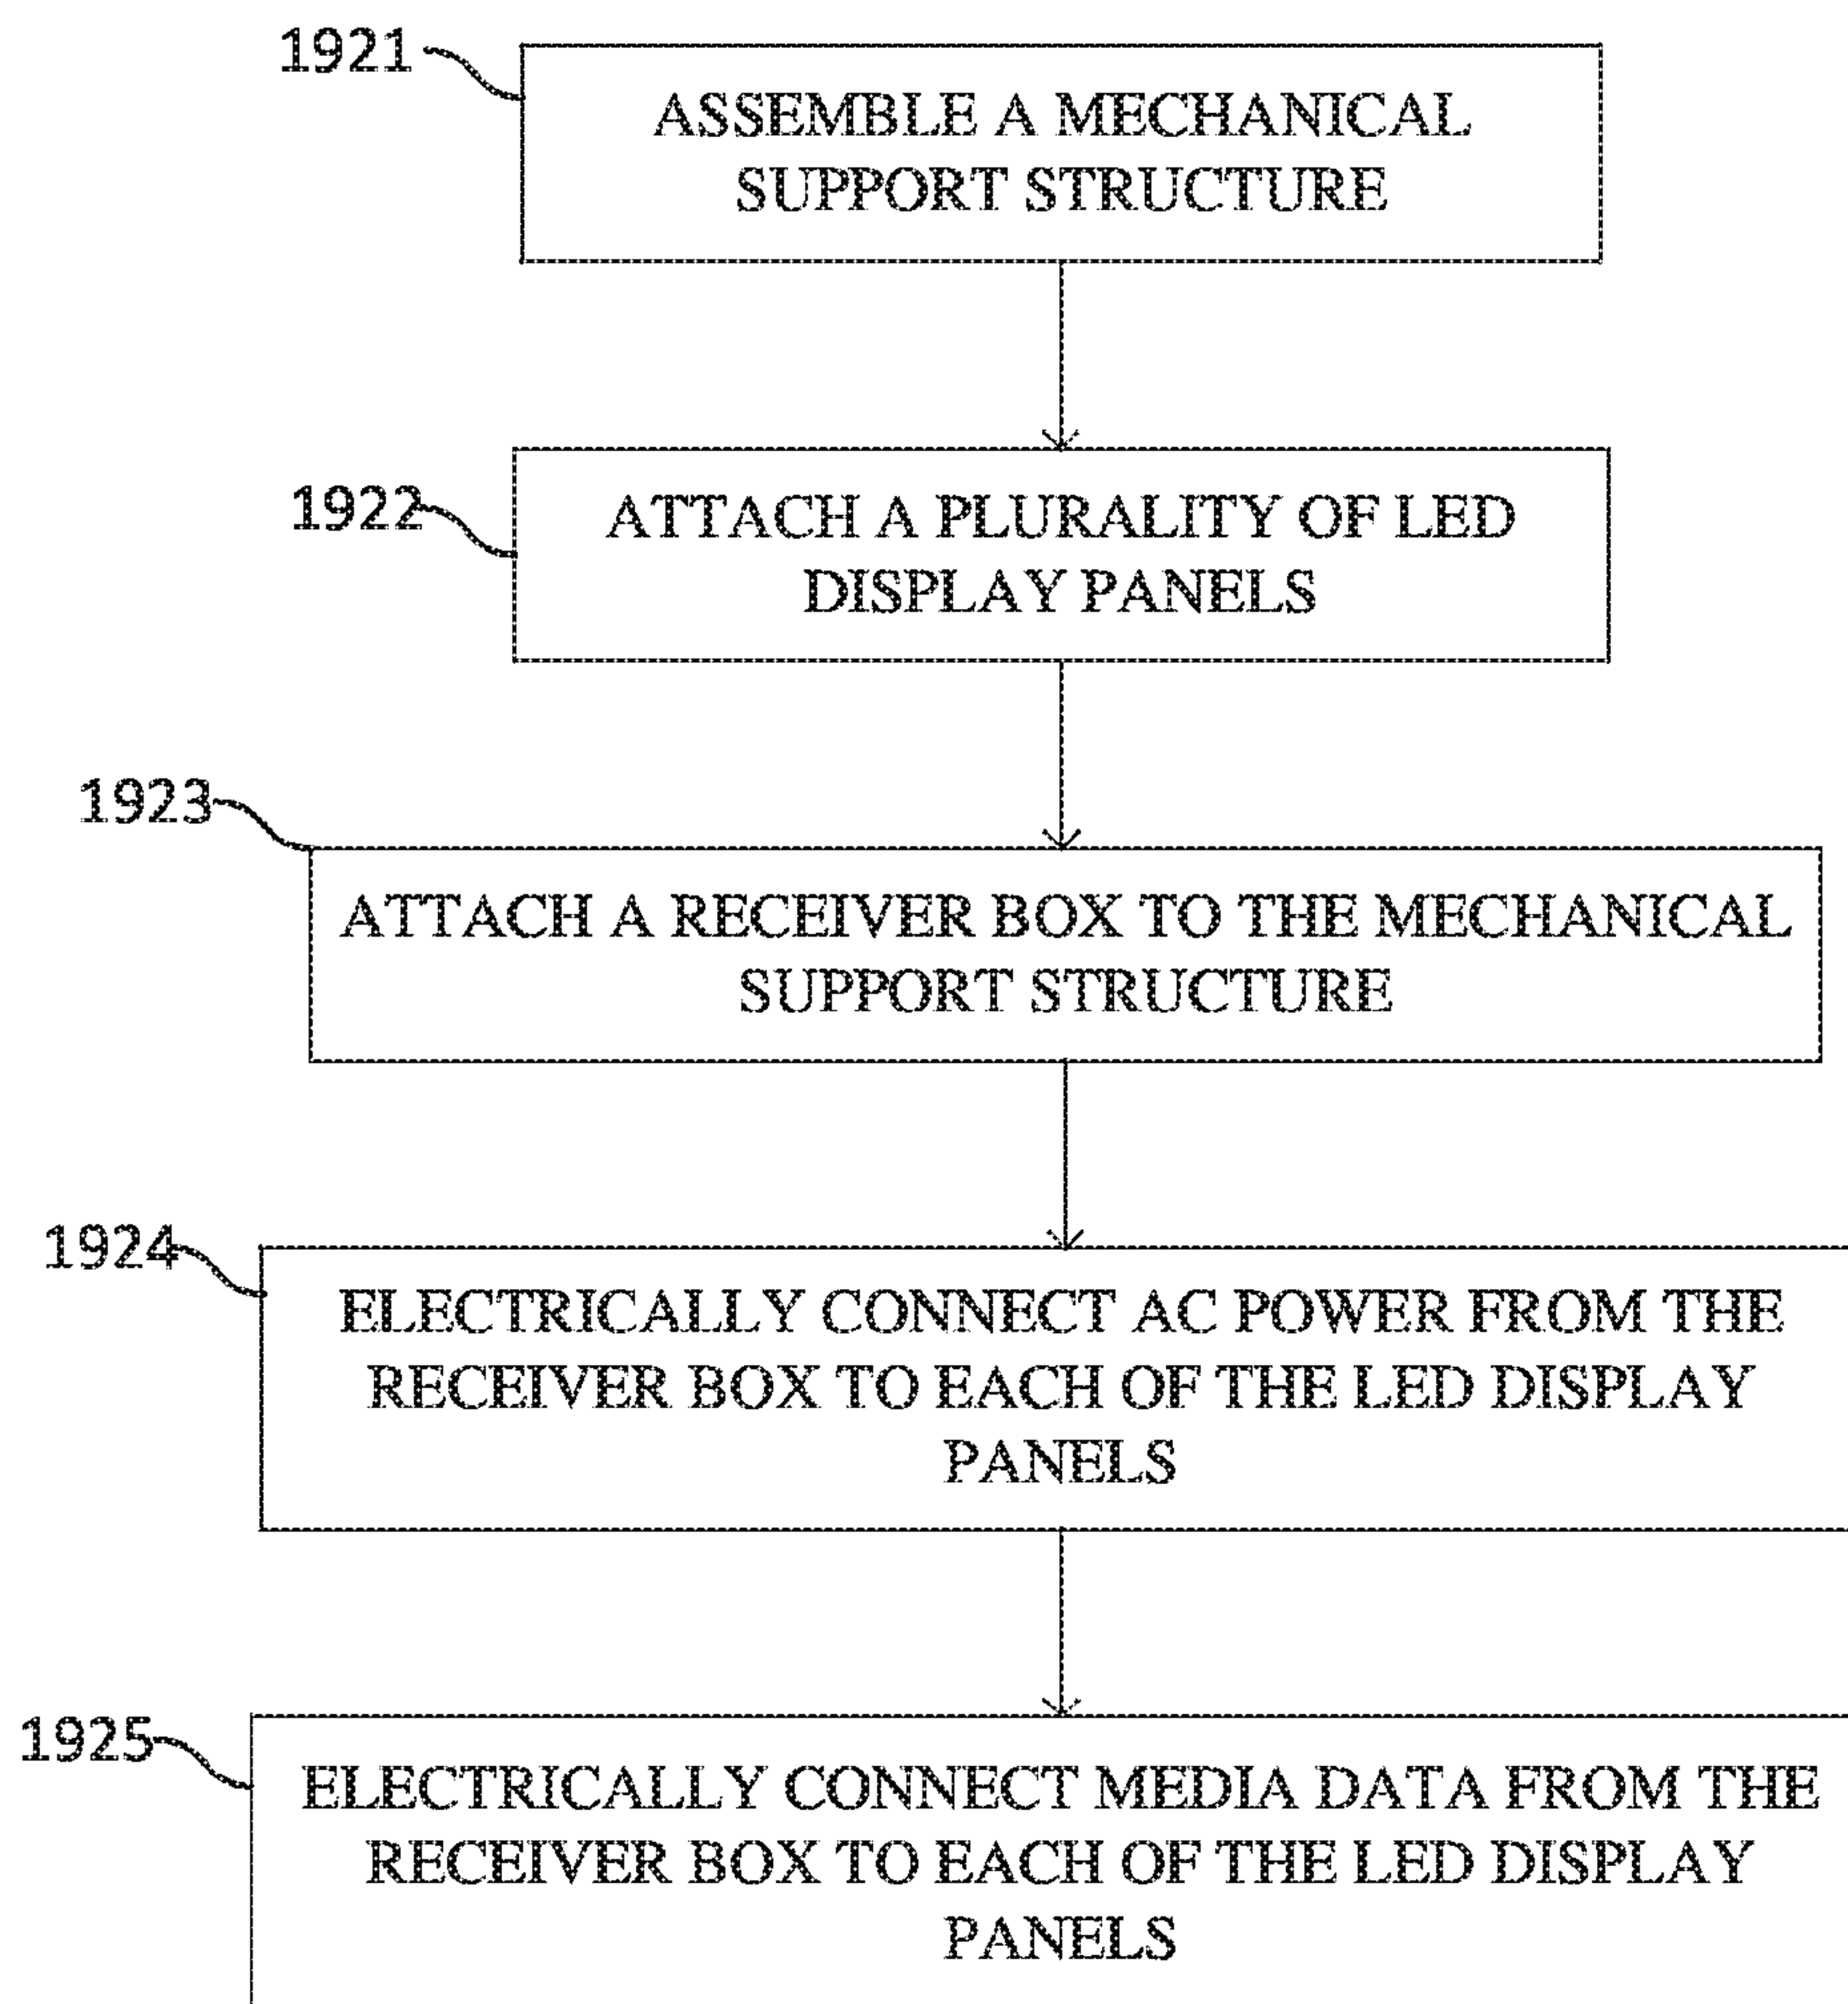 1921
ASSEMBLE A MECHANICAL
SUPPORT STRUCTURE
1922
ATTACH A PLURALITY OF LED
DISPLAY PANELS
1923
ATTACH A RECEIVER BOX TO THE MECHANICAL
SUPPORT STRUCTURE
1924
ELECTRICALLY CONNECT AC POWER FROM THE
RECEIVER BOX TO EACH OF THE LED DISPLAY
PANELS
1925
ELECTRICALLY CONNECT MEDIA DATA FROM THE
RECEIVER BOX TO EACH OF THE LED DISPLAY
PANELS